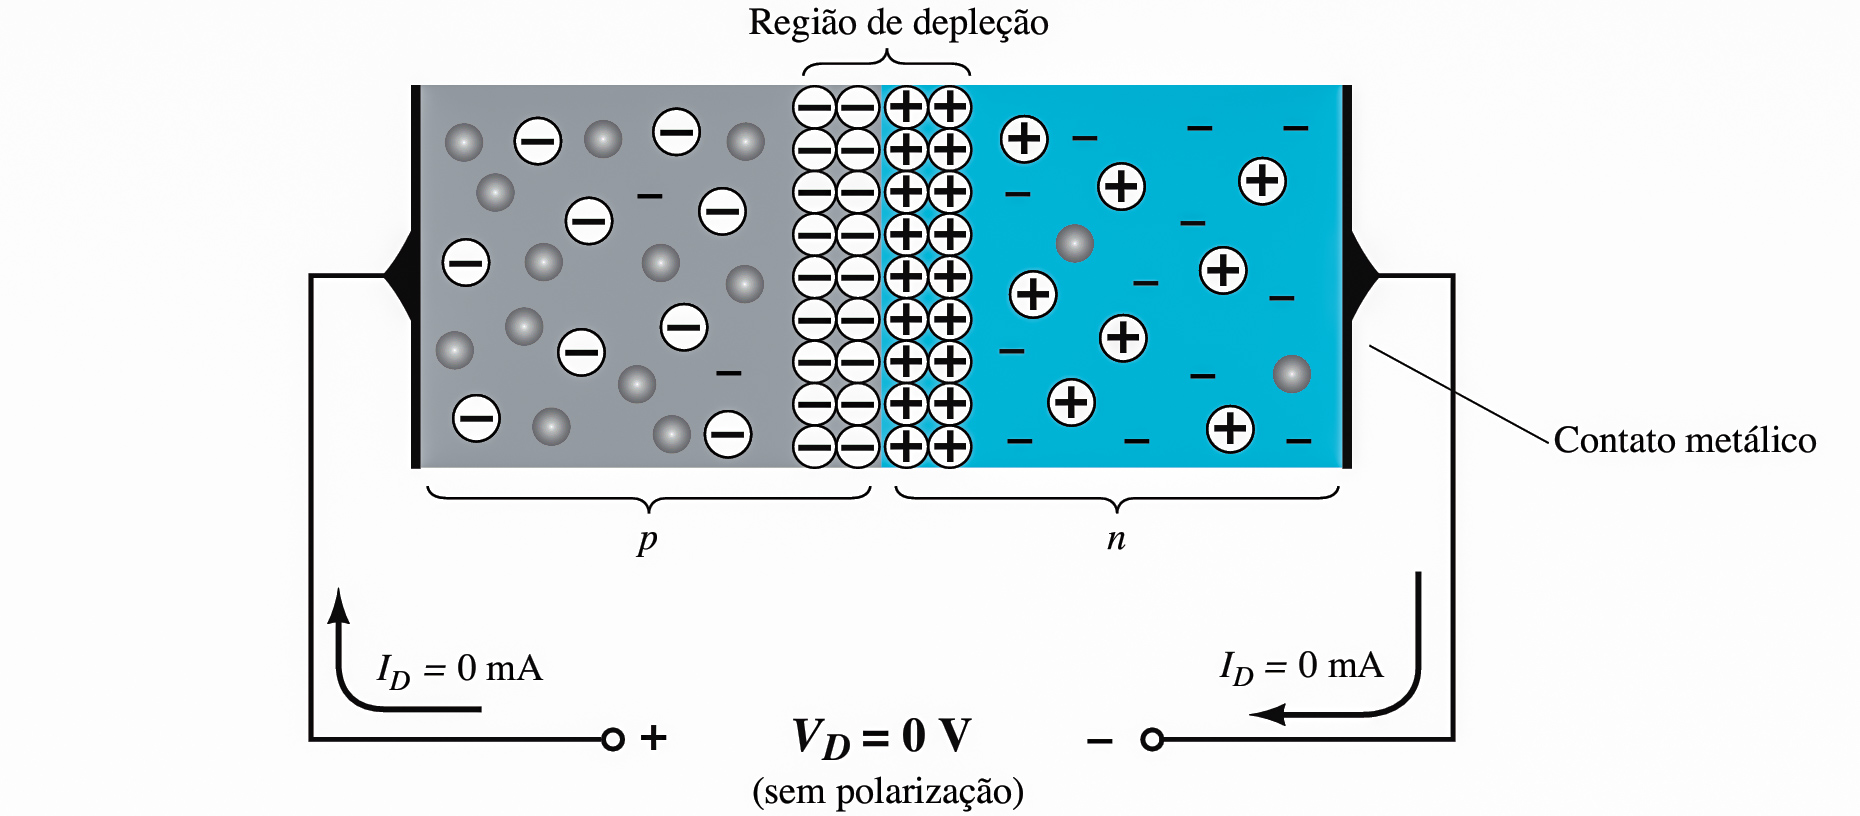 Região de depleção
Contato metálico
p
n
I_D = 0 mA
I_D = 0 mA
+ V_D = 0 V −
(sem polarização)